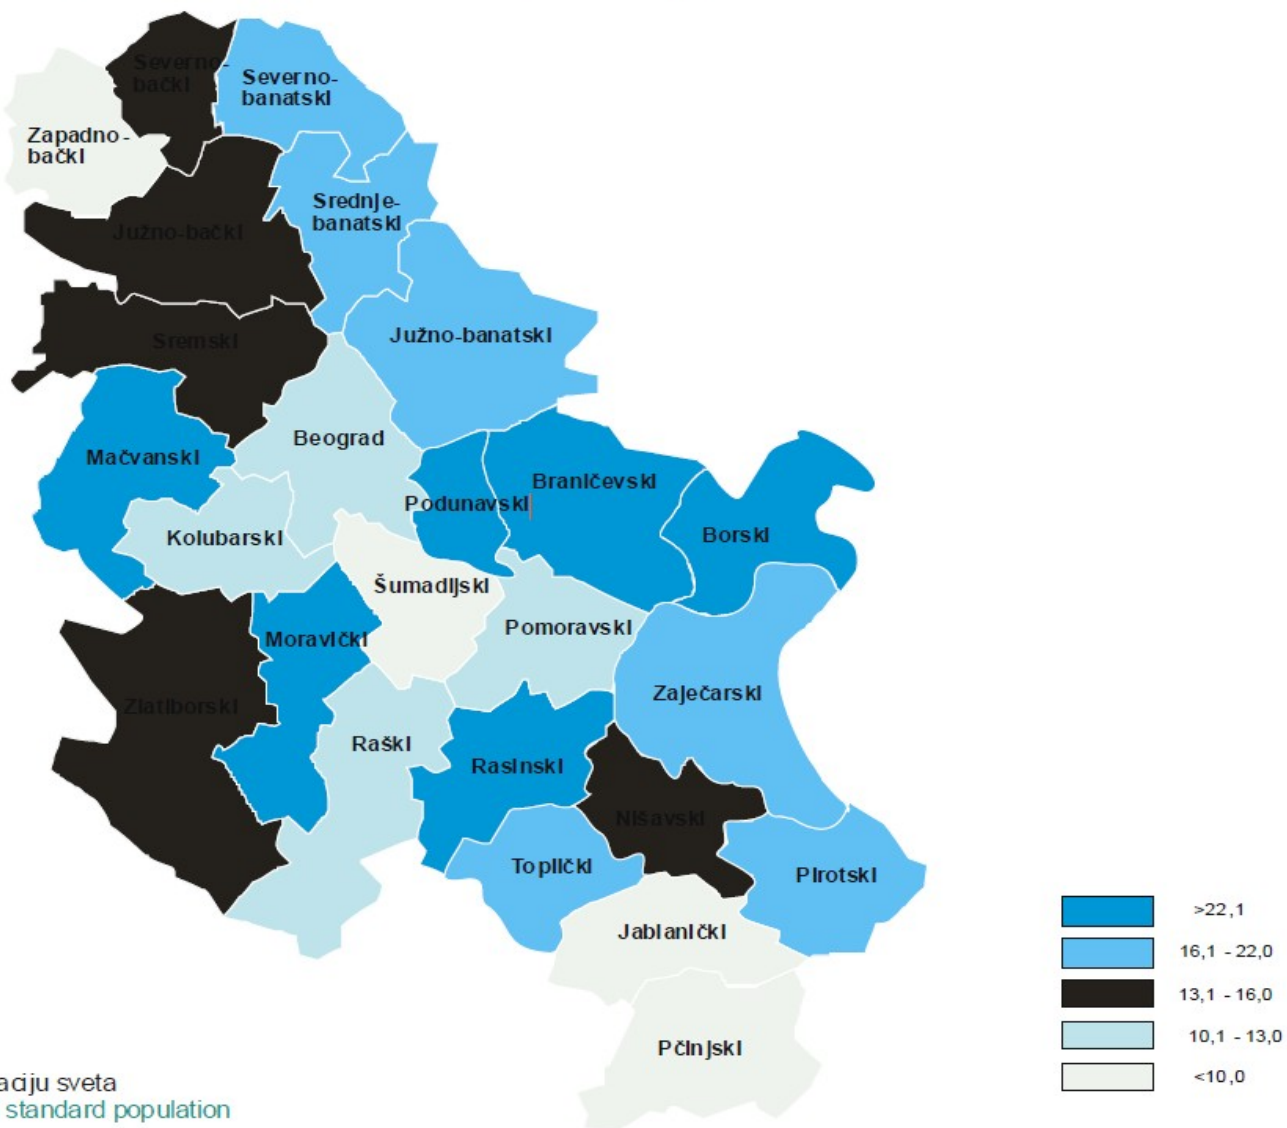 Severno-
bački
Severno-
banatski
Zapadno-
bački
Srednje-
banatski
Južno-bački
Južno-banatski
Sremski
Beograd
Mačvanski
Braničevski
Podunavski
Borski
Kolubarski
Šumadijski
Pomoravski
Moravički
Zaječarski
Zlatiborski
Raški
Rasinski
Nišavski
Toplički
Pirotski
Jablanički
Pčinjski
>22,1
16,1 - 22,0
13,1 - 16,0
10,1 - 13,0
<10,0
aciju sveta
standard population